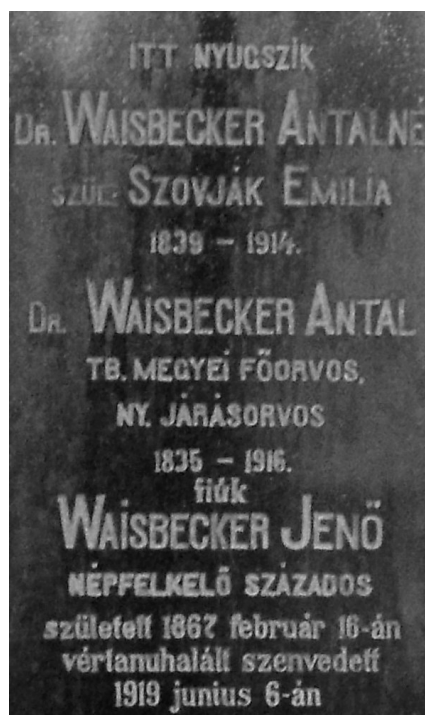 ITT NYUGSZIK
DR. WAISBECKER ANTALNÉ
SZÜL: SZOVJÁK EMILIA
1839 – 1914.
DR. WAISBECKER ANTAL
TB. MEGYEI FŐORVOS,
NY. JÁRÁSORVOS
1835 – 1916.
fiúk
WAISBECKER JENŐ
NÉPFELKELŐ SZÁZADOS
született 1867 február 16-án
vértanuhalált szenvedett
1919 junius 6-án